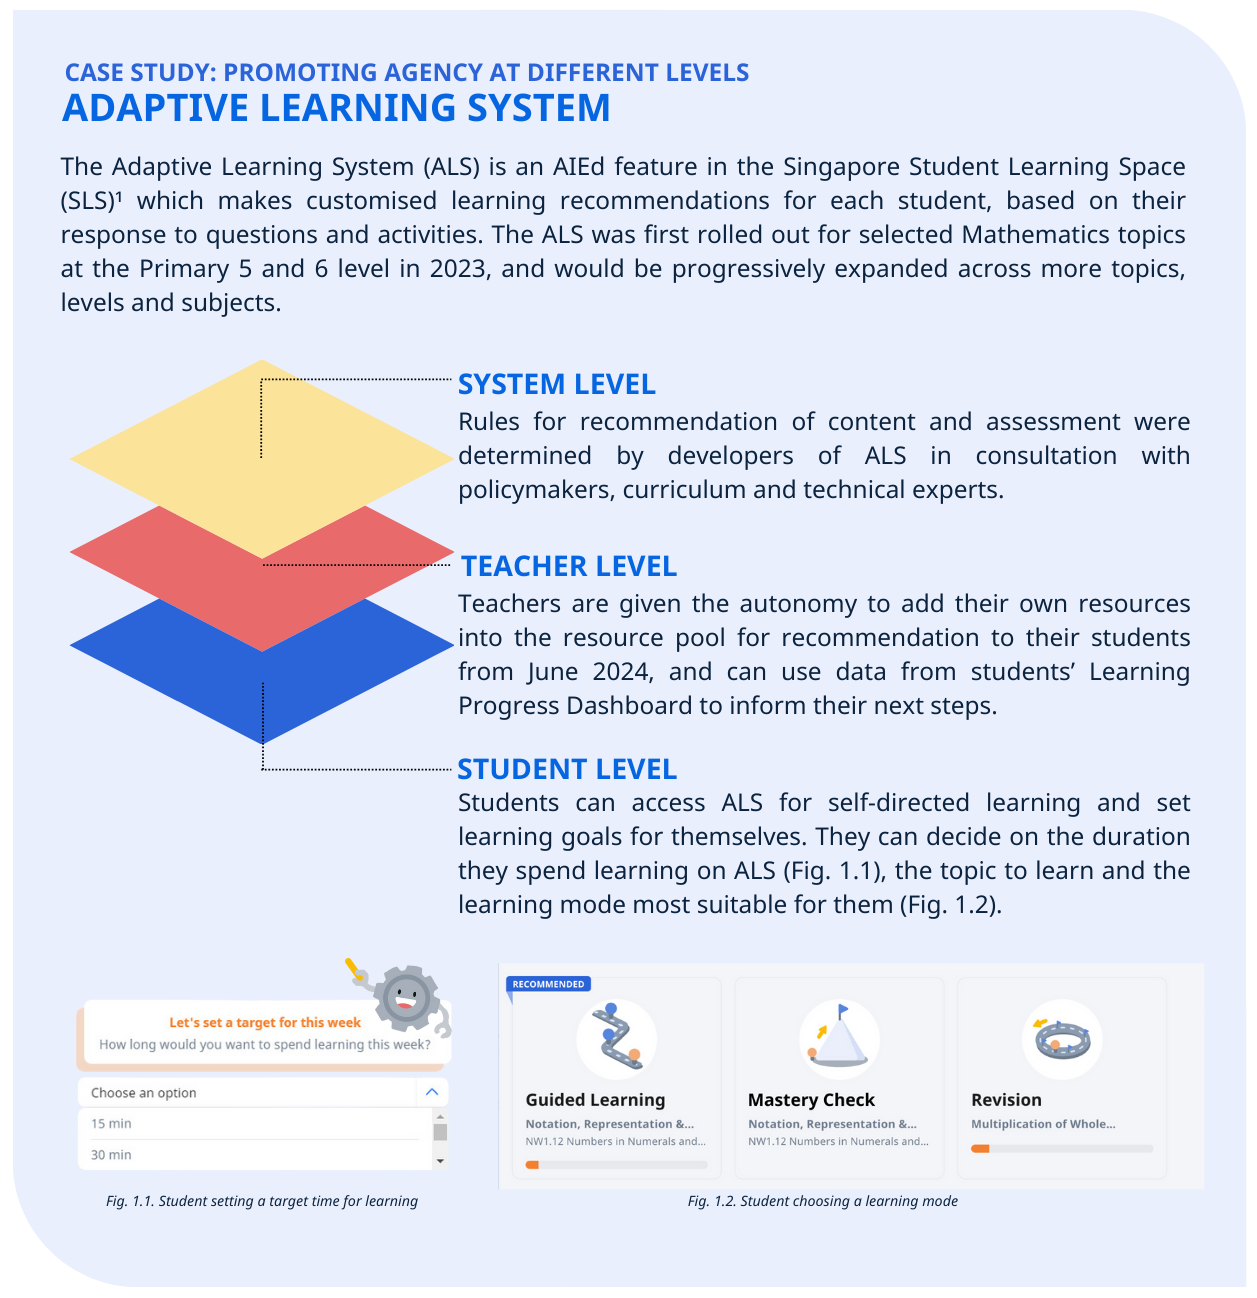 CASE STUDY: PROMOTING AGENCY AT DIFFERENT LEVELS
ADAPTIVE LEARNING SYSTEM
The Adaptive Learning System (ALS) is an AIEd feature in the Singapore Student Learning Space
(SLS)¹ which makes customised learning recommendations for each student, based on their
response to questions and activities. The ALS was first rolled out for selected Mathematics topics
at the Primary 5 and 6 level in 2023, and would be progressively expanded across more topics,
levels and subjects.
SYSTEM LEVEL
Rules for recommendation of content and assessment were
determined by developers of ALS in consultation with
policymakers, curriculum and technical experts.
TEACHER LEVEL
Teachers are given the autonomy to add their own resources
into the resource pool for recommendation to their students
from June 2024, and can use data from students’ Learning
Progress Dashboard to inform their next steps.
STUDENT LEVEL
Students can access ALS for self-directed learning and set
learning goals for themselves. They can decide on the duration
they spend learning on ALS (Fig. 1.1), the topic to learn and the
learning mode most suitable for them (Fig. 1.2).
Let's set a target for this week
How long would you want to spend learning this week?
Choose an option
15 min
30 min
Fig. 1.1. Student setting a target time for learning
RECOMMENDED
Guided Learning
Notation, Representation &...
NW1.12 Numbers in Numerals and...
Mastery Check
Notation, Representation &...
NW1.12 Numbers in Numerals and...
Revision
Multiplication of Whole...
Fig. 1.2. Student choosing a learning mode